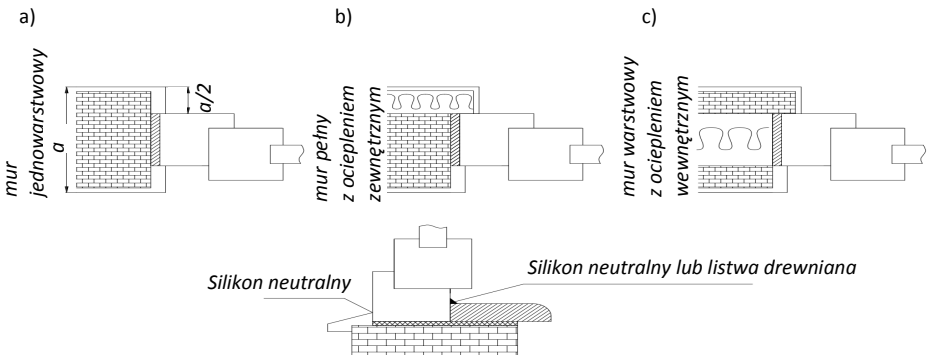 a)
b)
c)
mur
jednowarstwowy
a
a/2
mur pełny
z ociepleniem
zewnętrznym
mur warstwowy
z ociepleniem
wewnętrznym
Silikon neutralny
Silikon neutralny lub listwa drewniana